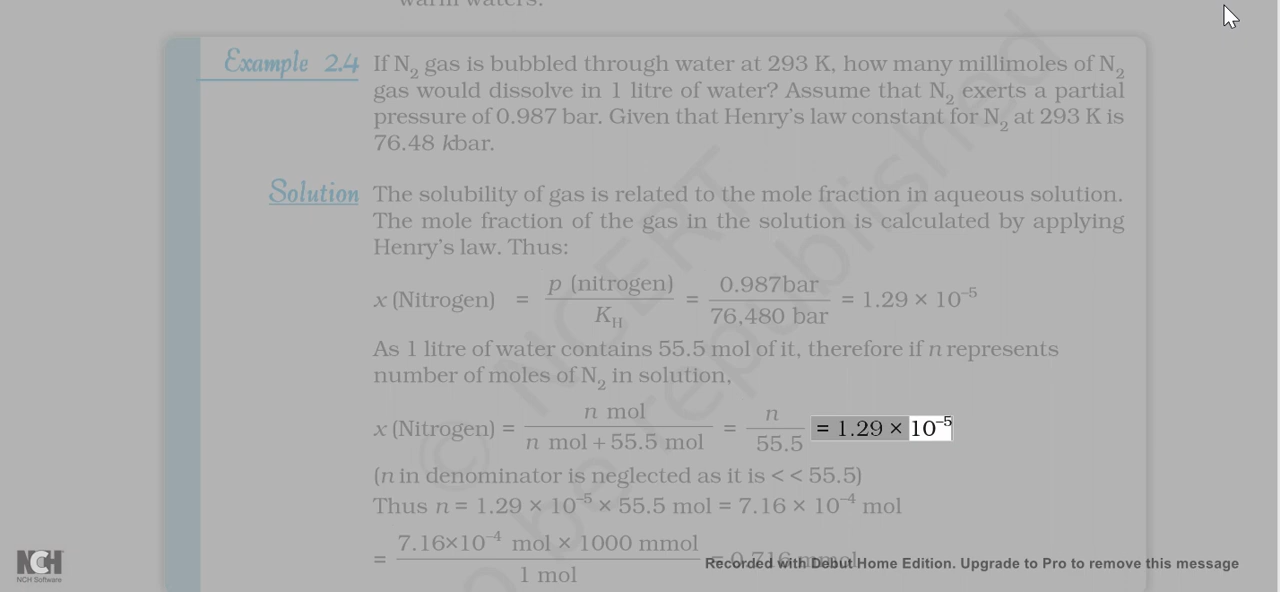 warm waters.
Example 2.4 If N₂ gas is bubbled through water at 293 K, how many millimoles of N₂
gas would dissolve in 1 litre of water? Assume that N₂ exerts a partial
pressure of 0.987 bar. Given that Henry's law constant for N₂ at 293 K is
76.48 kbar.
Solution The solubility of gas is related to the mole fraction in aqueous solution.
The mole fraction of the gas in the solution is calculated by applying
Henry's law. Thus:
x (Nitrogen) = p (nitrogen) / K_H = 0.987bar / 76,480 bar = 1.29 × 10⁻⁵
As 1 litre of water contains 55.5 mol of it, therefore if n represents
number of moles of N₂ in solution,
x (Nitrogen) = n mol / n mol + 55.5 mol = n / 55.5 = 1.29 × 10⁻⁵
(n in denominator is neglected as it is < < 55.5)
Thus n = 1.29 × 10⁻⁵ × 55.5 mol = 7.16 × 10⁻⁴ mol
= 7.16×10⁻⁴ mol × 1000 mmol / 1 mol = 0.716 mmol
© NCERT
be republished
NCH
NCH Software
Recorded with Debut Home Edition. Upgrade to Pro to remove this message